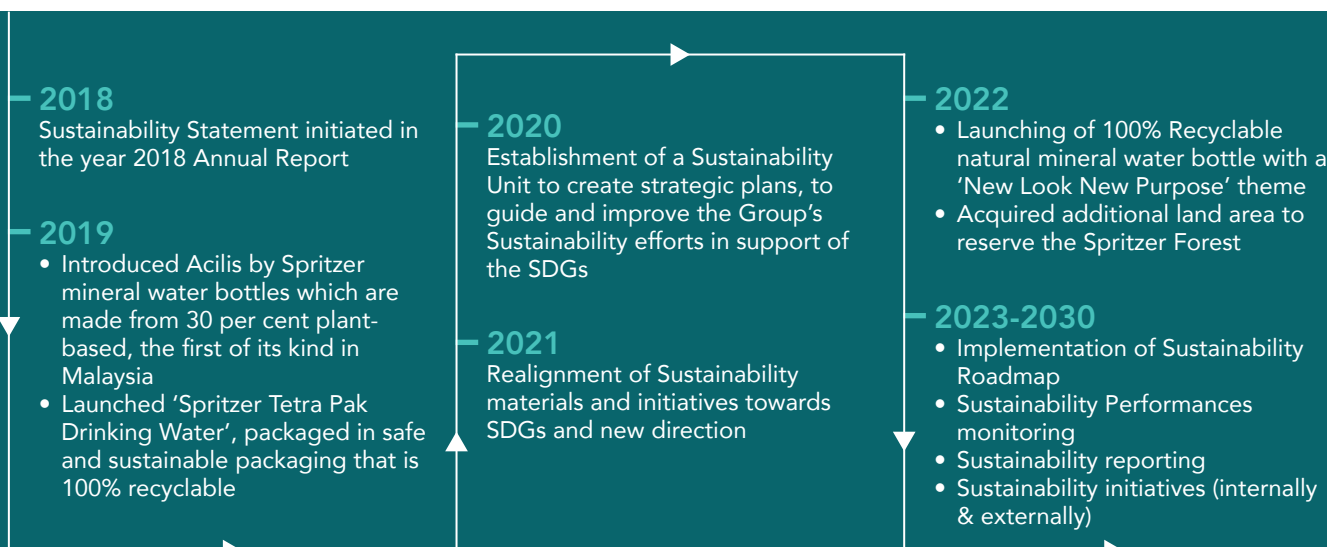 2018
Sustainability Statement initiated in
the year 2018 Annual Report
2019
• Introduced Acilis by Spritzer
mineral water bottles which are
made from 30 per cent plant-
based, the first of its kind in
Malaysia
• Launched ‘Spritzer Tetra Pak
Drinking Water’, packaged in safe
and sustainable packaging that is
100% recyclable
2020
Establishment of a Sustainability
Unit to create strategic plans, to
guide and improve the Group’s
Sustainability efforts in support of
the SDGs
2021
Realignment of Sustainability
materials and initiatives towards
SDGs and new direction
2022
• Launching of 100% Recyclable
natural mineral water bottle with a
‘New Look New Purpose’ theme
• Acquired additional land area to
reserve the Spritzer Forest
2023-2030
• Implementation of Sustainability
Roadmap
• Sustainability Performances
monitoring
• Sustainability reporting
• Sustainability initiatives (internally
& externally)